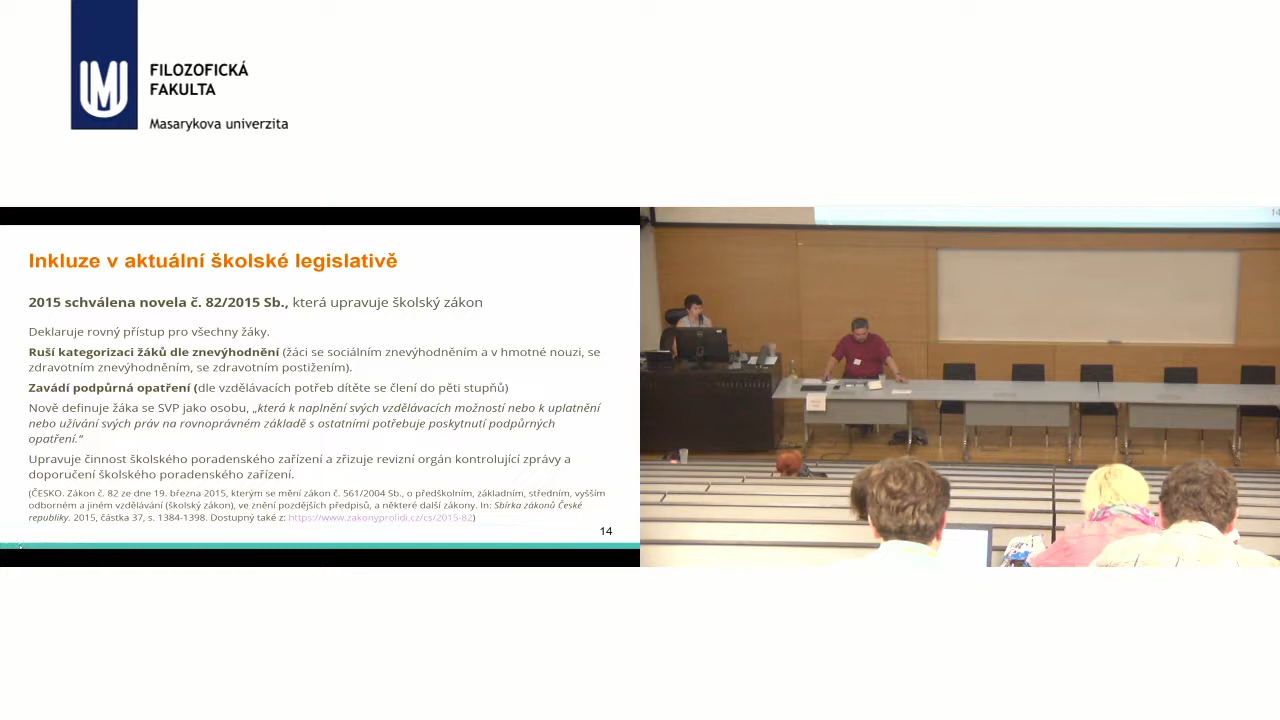 FILOZOFICKÁ
FAKULTA
Masarykova univerzita
Inkluze v aktuální školské legislativě
2015 schválena novela č. 82/2015 Sb., která upravuje školský zákon
Deklaruje rovný přístup pro všechny žáky.
Ruší kategorizaci žáků dle znevýhodnění (žáci se sociálním znevýhodněním a v hmotné nouzi, se
zdravotním znevýhodněním, se zdravotním postižením).
Zavádí podpůrná opatření (dle vzdělávacích potřeb dítěte se člení do pěti stupňů)
Nově definuje žáka se SVP jako osobu, „která k naplnění svých vzdělávacích možností nebo k uplatnění
nebo užívání svých práv na rovnoprávném základě s ostatními potřebuje poskytnutí podpůrných
opatření.“
Upravuje činnost školského poradenského zařízení a zřizuje revizní orgán kontrolující zprávy a
doporučení školského poradenského zařízení.
(ČESKO. Zákon č. 82 ze dne 19. března 2015, kterým se mění zákon č. 561/2004 Sb., o předškolním, základním, středním, vyšším
odborném a jiném vzdělávání (školský zákon), ve znění pozdějších předpisů, a některé další zákony. In: Sbírka zákonů České
republiky. 2015, částka 37, s. 1384-1398. Dostupný také z: https://www.zakonyprolidi.cz/cs/2015-82)
14
14